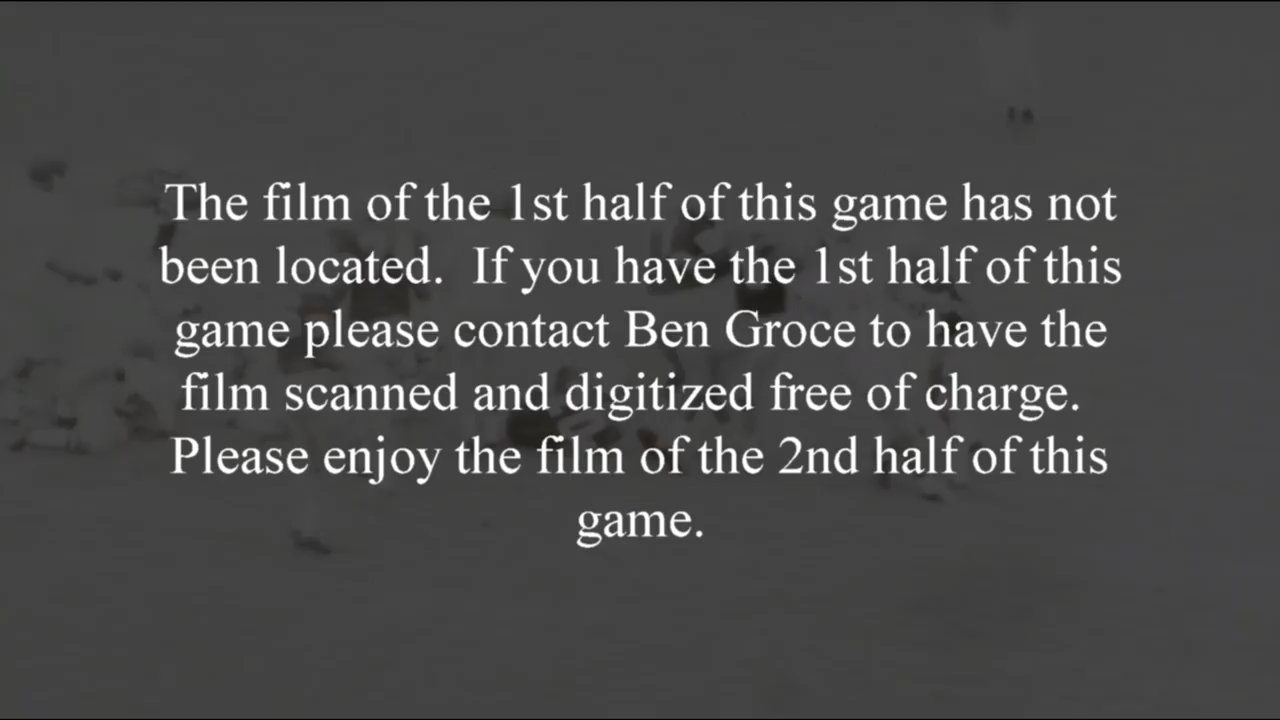 The film of the 1st half of this game has not
been located.  If you have the 1st half of this
game please contact Ben Groce to have the
film scanned and digitized free of charge.
Please enjoy the film of the 2nd half of this
game.